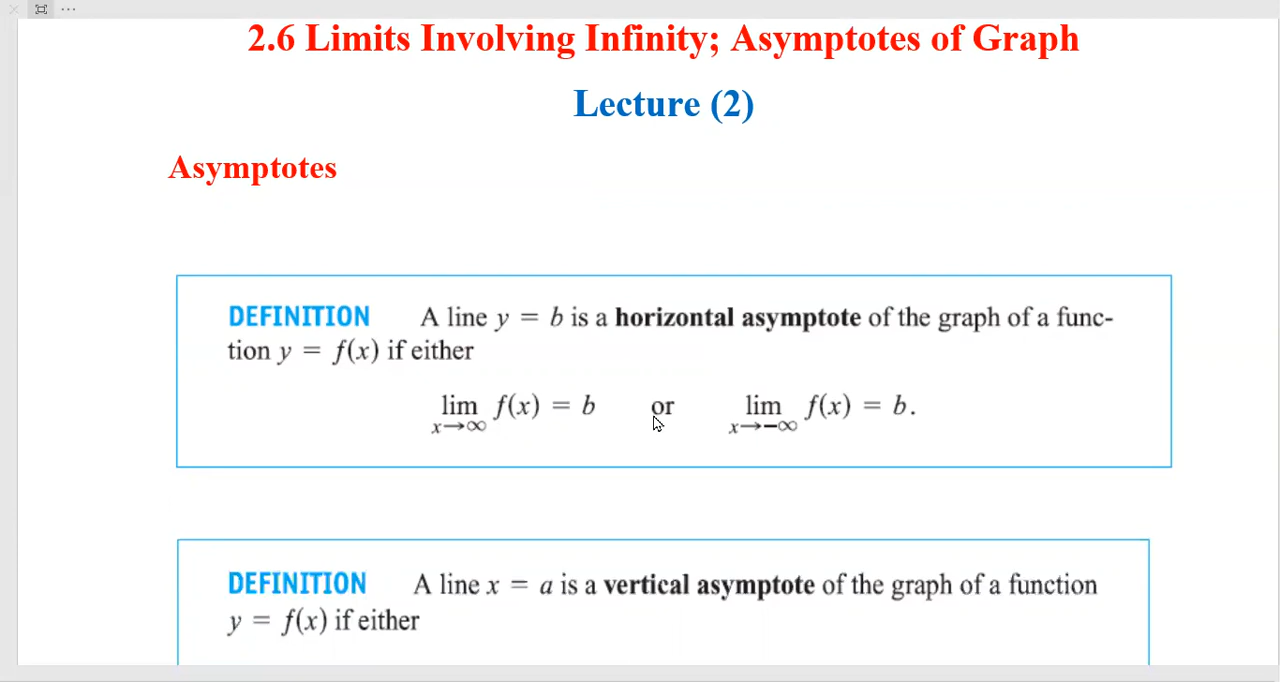 2.6 Limits Involving Infinity; Asymptotes of Graph
Lecture (2)
Asymptotes
DEFINITION A line y = b is a horizontal asymptote of the graph of a func-
tion y = f(x) if either
lim f(x) = b or lim f(x) = b.
x→∞ x→−∞
DEFINITION A line x = a is a vertical asymptote of the graph of a function
y = f(x) if either